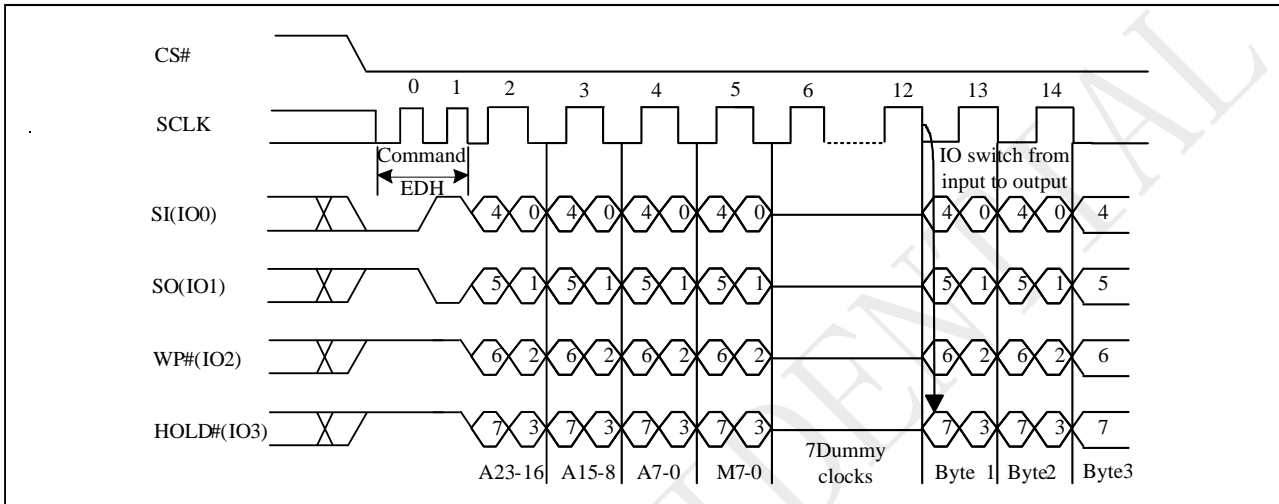 CS#
0 1 2 3 4 5 6 12 13 14
SCLK
Command
IO switch from
EDH
input to output
SI(IO0)
4 0 4 0 4 0 4 0 4 0 4 0 4
SO(IO1)
5 1 5 1 5 1 5 1 5 1 5 1 5
WP#(IO2)
6 2 6 2 6 2 6 2 6 2 6 2 6
HOLD#(IO3)
7 3 7 3 7 3 7 3 7 3 7 3 7
7Dummy
clocks
A23-16 A15-8 A7-0 M7-0 Byte 1 Byte2 Byte3